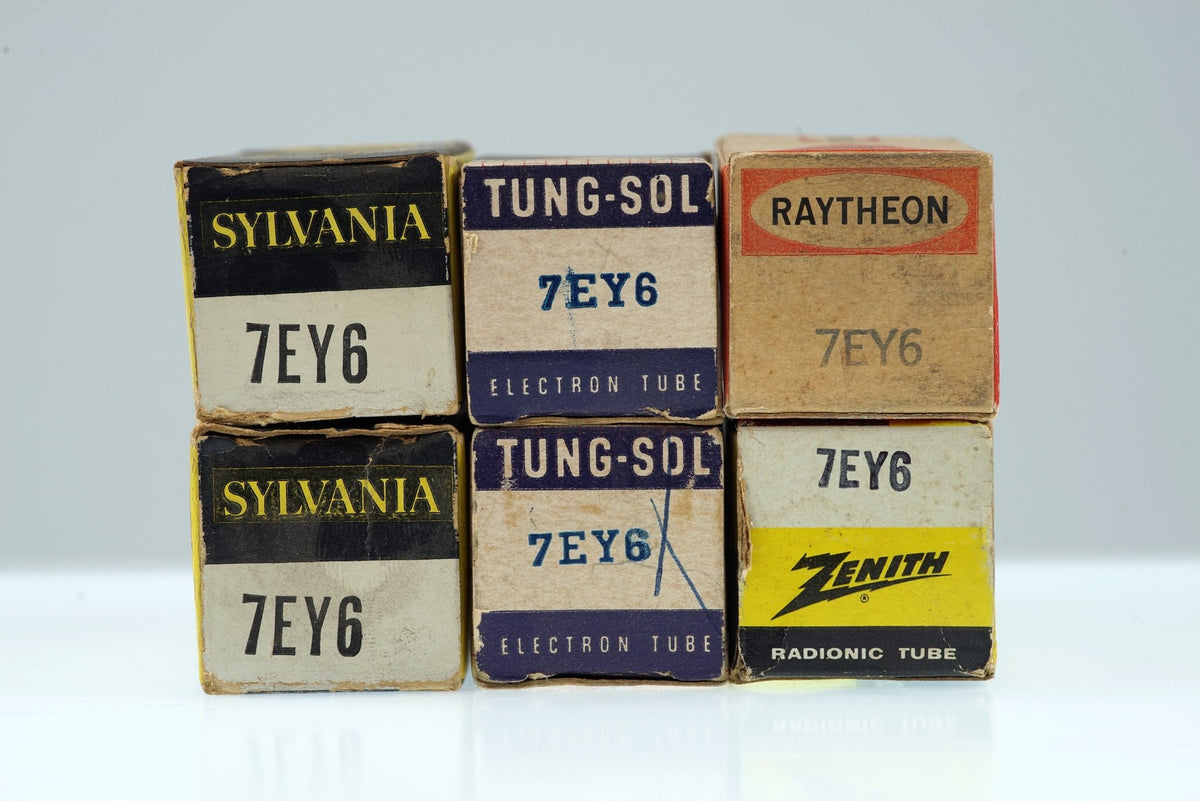 SYLVANIA
7EY6
TUNG-SOL
7EY6
ELECTRON TUBE
RAYTHEON
7EY6
SYLVANIA
7EY6
TUNG-SOL
7EY6
ELECTRON TUBE
7EY6
ZENITH
®
RADIONIC TUBE